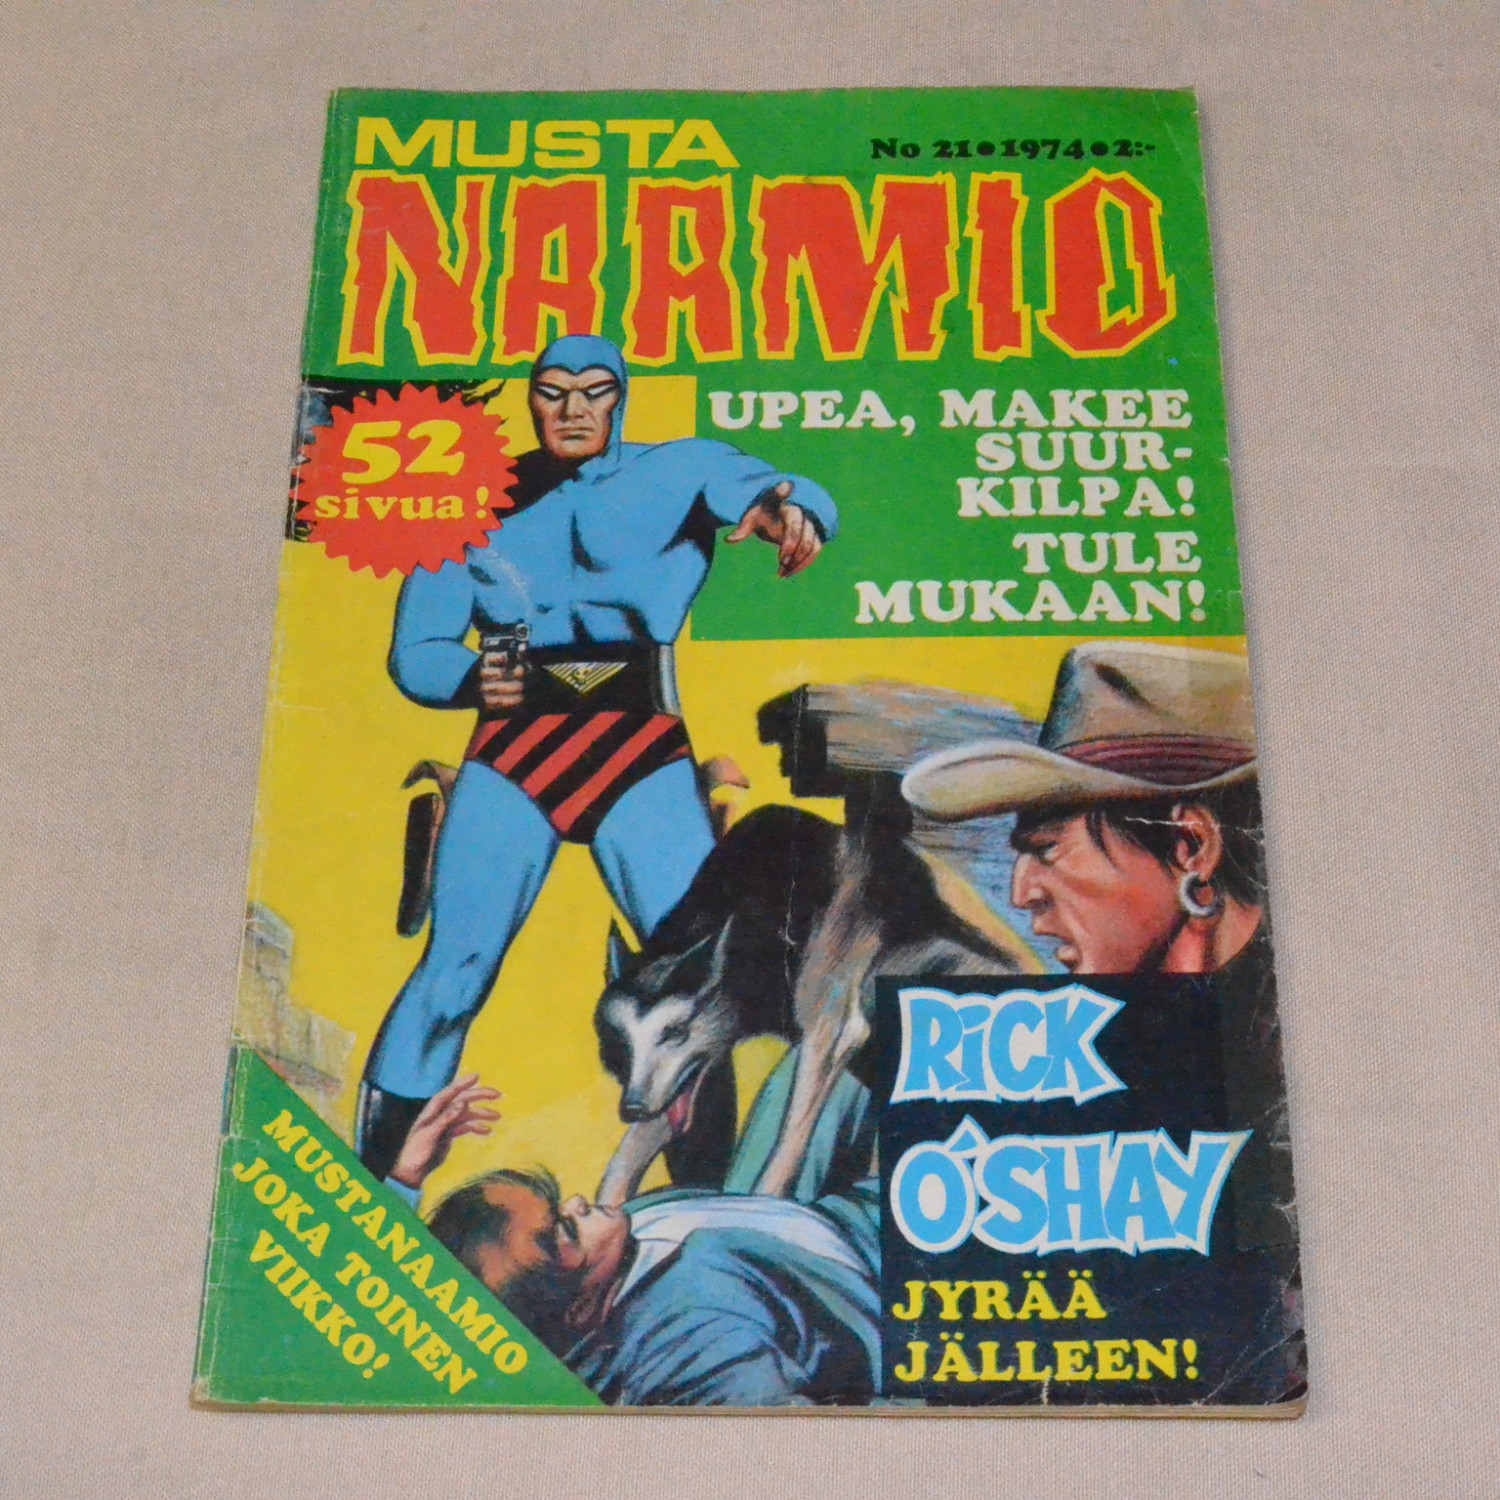 MUSTA
No 21•1974•2:-
NAAMIO
52
sivua!
UPEA, MAKEE
SUUR-
KILPA!
TULE
MUKAAN!
RiCK
O'SHAY
JYRÄÄ
JÄLLEEN!
MUSTANAAMIO
JOKA TOINEN
VIIKKO!